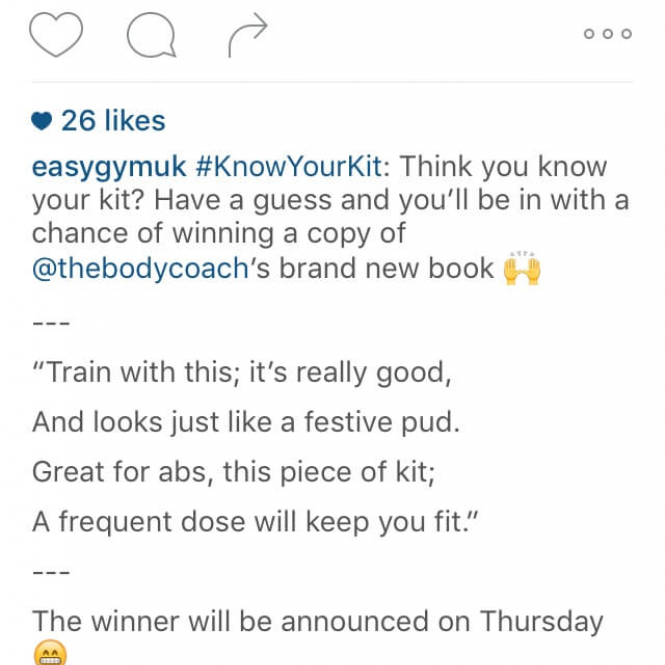 26 likes
easygymuk #KnowYourKit: Think you know
your kit? Have a guess and you’ll be in with a
chance of winning a copy of
@thebodycoach’s brand new book 🙌
---
“Train with this; it’s really good,
And looks just like a festive pud.
Great for abs, this piece of kit;
A frequent dose will keep you fit.”
---
The winner will be announced on Thursday
😁